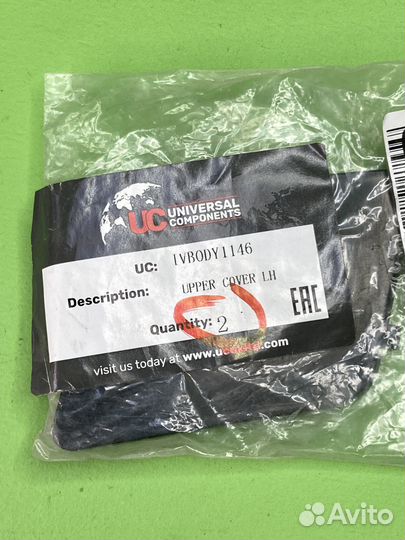 UC UNIVERSAL
COMPONENTS
UC: IVBODY1146
Description: UPPER COVER LH
Quantity: 2
EAC
visit us today at www.
.com
Avito